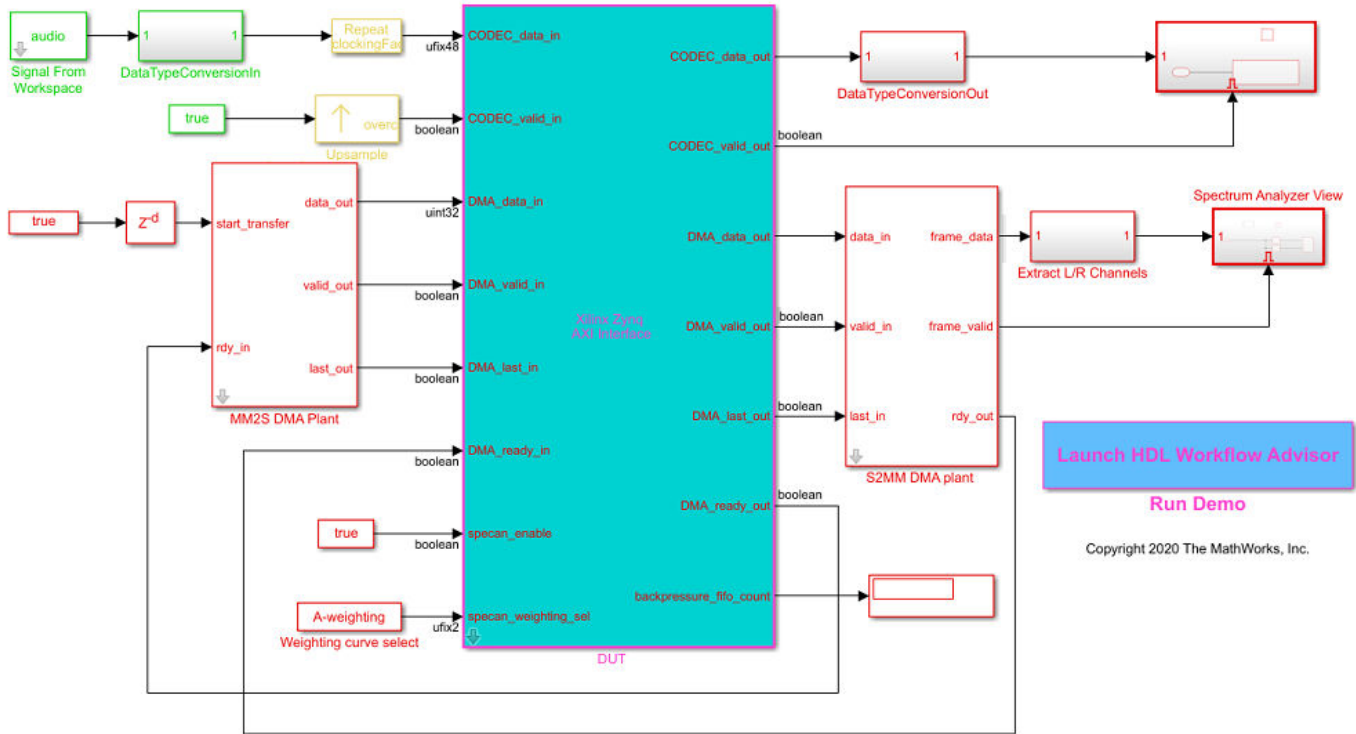 audio
Signal From
Workspace
1 1
DataTypeConversionIn
Repeat
clockingFac
ufix48
true
overc
Upsample
boolean
true
Z-d
start_transfer
rdy_in
data_out
valid_out
last_out
MM2S DMA Plant
uint32
boolean
boolean
boolean
true
boolean
A-weighting
ufix2
Weighting curve select
CODEC_data_in
CODEC_valid_in
DMA_data_in
DMA_valid_in
DMA_last_in
DMA_ready_in
specan_enable
specan_weighting_sel
Xilinx Zynq
AXI Interface
CODEC_data_out
CODEC_valid_out
DMA_data_out
DMA_valid_out
DMA_last_out
DMA_ready_out
backpressure_fifo_count
DUT
1 1
DataTypeConversionOut
1
boolean
boolean
boolean
boolean
data_in
valid_in
last_in
frame_data
frame_valid
rdy_out
S2MM DMA plant
1 1
Extract L/R Channels
Spectrum Analyzer View
1
Launch HDL Workflow Advisor
Run Demo
Copyright 2020 The MathWorks, Inc.